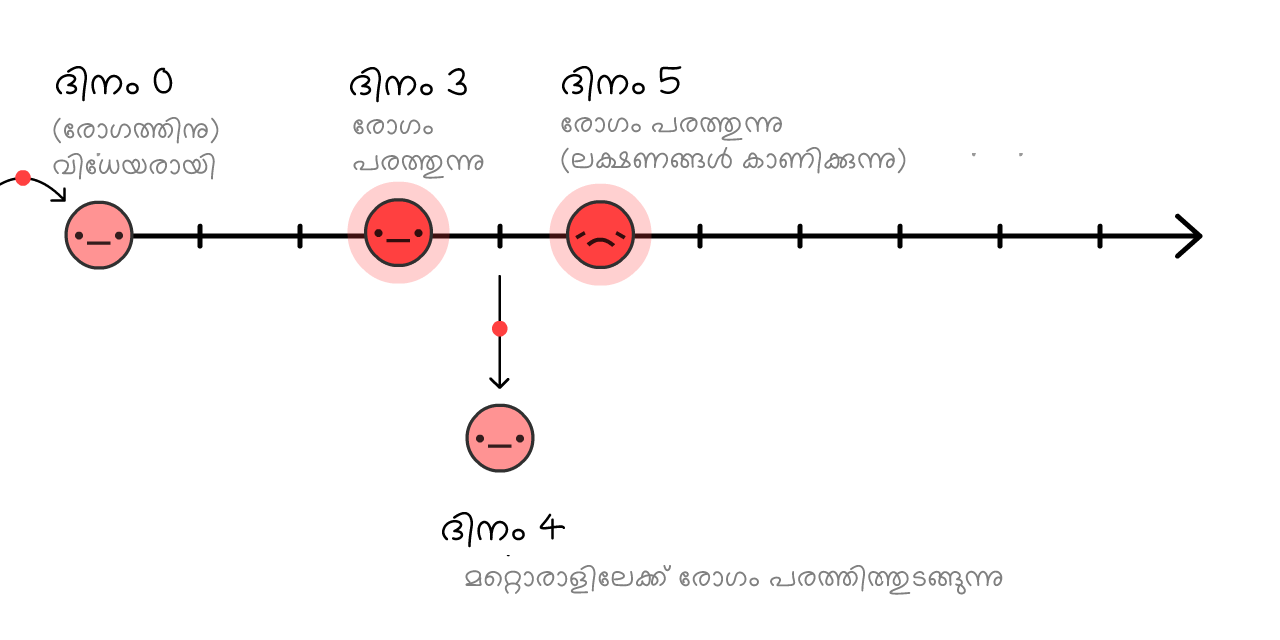 ദിനം 0
(രോഗത്തിനു)
വിധേയരായി
ദിനം 3
രോഗം
പരത്തുന്നു
ദിനം 5
രോഗം പരത്തുന്നു
(ലക്ഷണങ്ങൾ കാണിക്കുന്നു)
ദിനം 4
മറ്റൊരാളിലേക്ക് രോഗം പരത്തിത്തുടങ്ങുന്നു